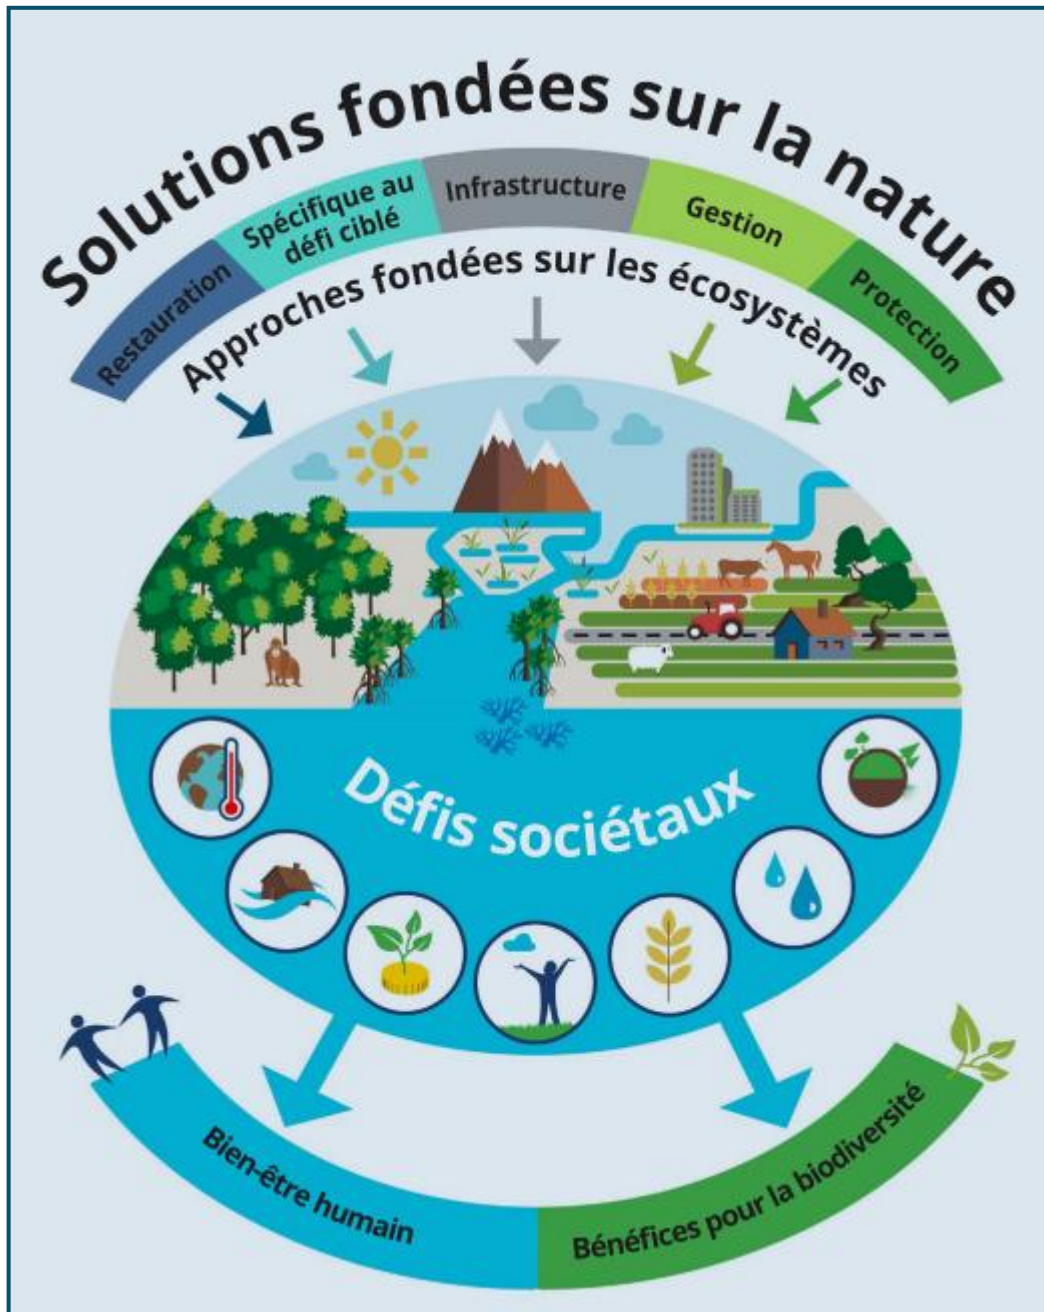 Solutions fondées sur la nature
Restauration
Spécifique au
défi ciblé
Infrastructure
Gestion
Protection
Approches fondées sur les écosystèmes
Défis sociétaux
Bien-être humain
Bénéfices pour la biodiversité